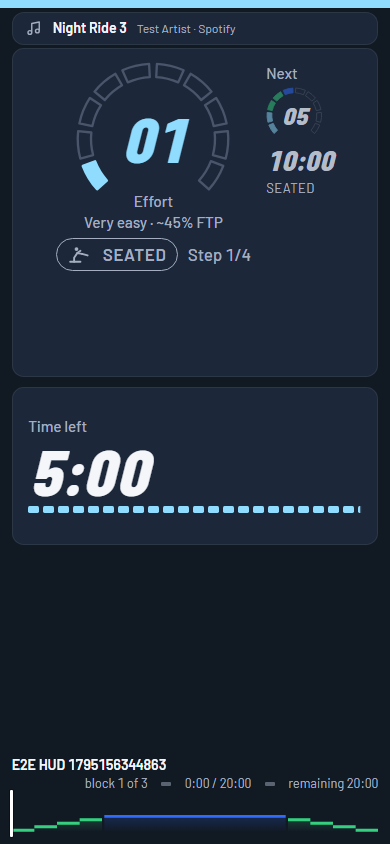 Night Ride 3 Test Artist · Spotify
01
Effort
Very easy · ~45% FTP
SEATED Step 1/4
Next
05
10:00
SEATED
Time left
5:00
E2E HUD 1795156344863
block 1 of 3 0:00 / 20:00 remaining 20:00